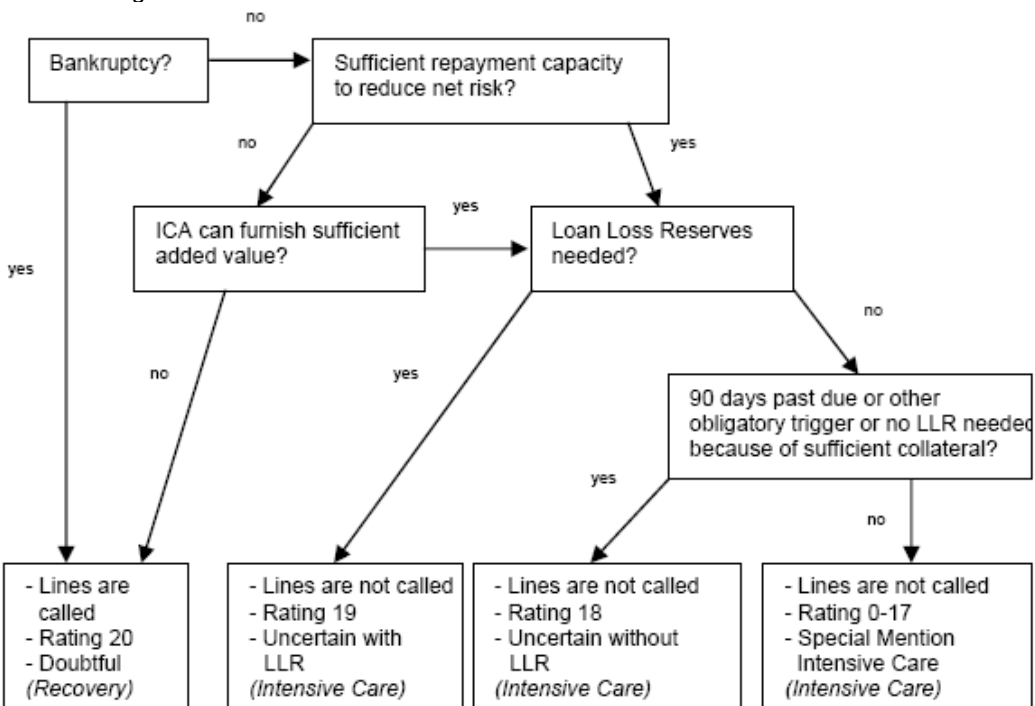 no
Bankruptcy?
Sufficient repayment capacity
to reduce net risk?
no
yes
ICA can furnish sufficient
added value?
yes
Loan Loss Reserves
needed?
yes
no
no
yes
90 days past due or other
obligatory trigger or no LLR needed
because of sufficient collateral?
yes
no
- Lines are
called
- Rating 20
- Doubtful
(Recovery)
- Lines are not called
- Rating 19
- Uncertain with
LLR
(Intensive Care)
- Lines are not called
- Rating 18
- Uncertain without
LLR
(Intensive Care)
- Lines are not called
- Rating 0-17
- Special Mention
Intensive Care
(Intensive Care)